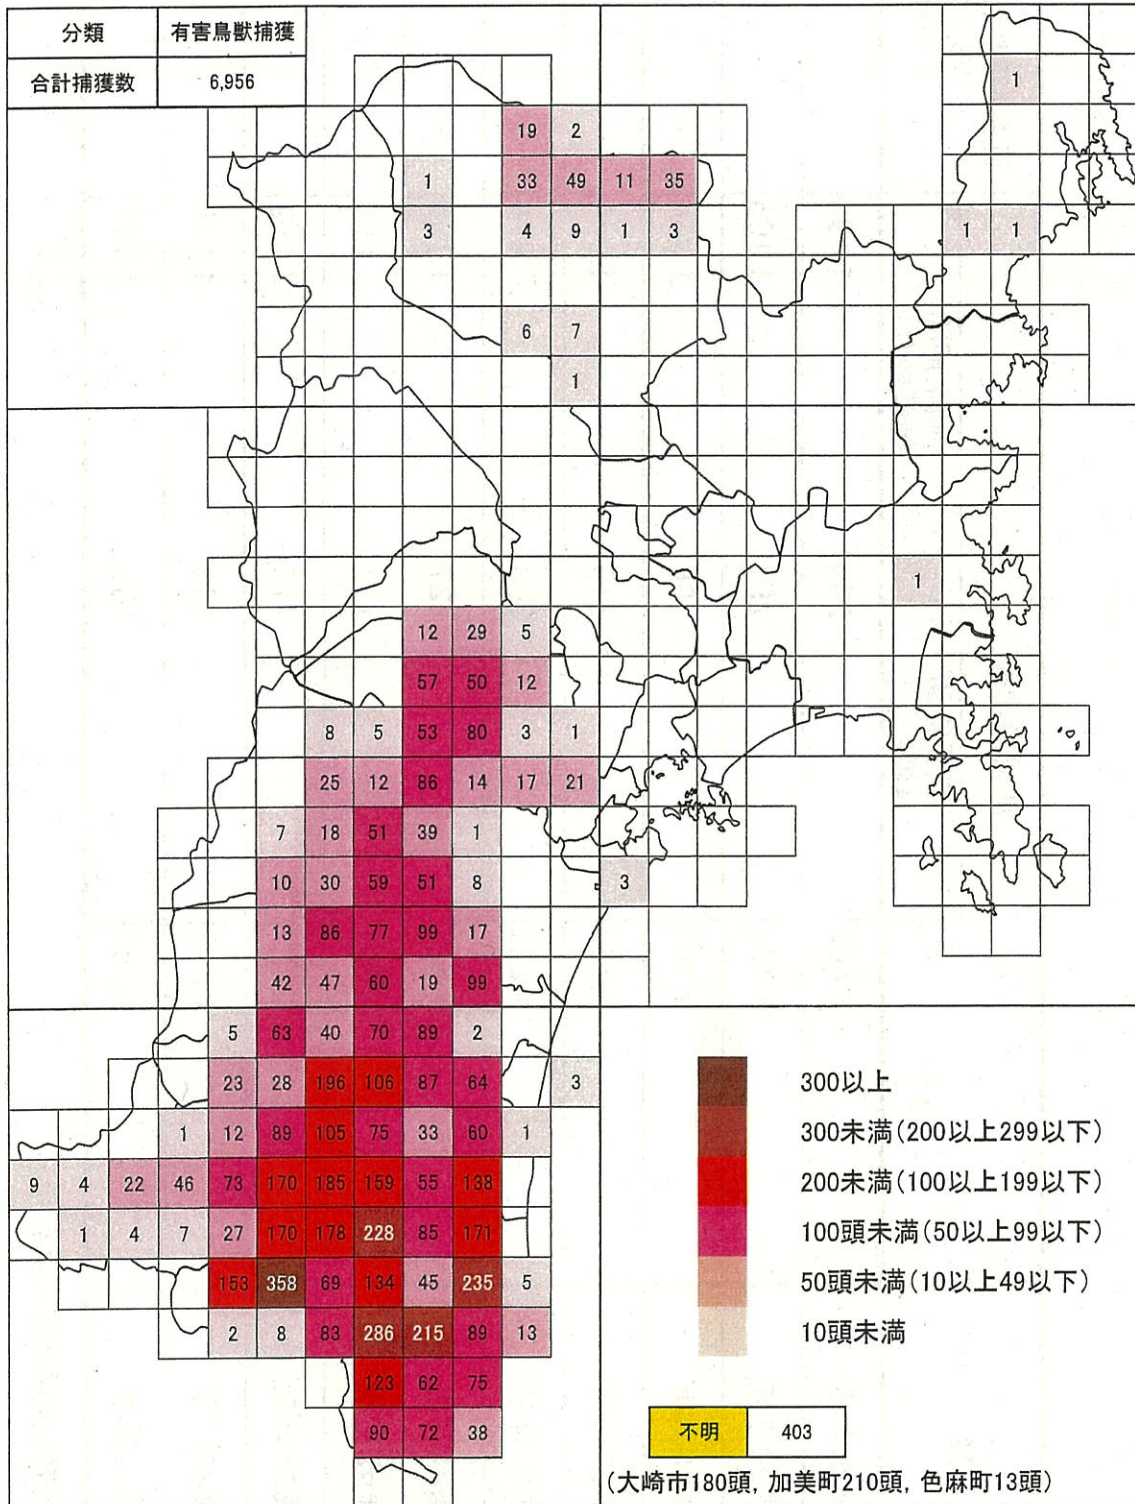 分類 有害鳥獣捕獲
合計捕獲数 6,956
1
19 2
1 33 49 11 35
3 4 9 1 3 1 1
6 7
1
1
12 29 5
57 50 12
8 5 53 80 3 1
25 12 86 14 17 21
7 18 51 39 1
10 30 59 51 8 3
13 86 77 99 17
42 47 60 19 99
5 63 40 70 89 2
23 28 196 106 87 64 3
1 12 89 105 75 33 60 1
9 4 22 46 73 170 185 159 55 138
1 4 7 27 170 178 228 85 171
153 358 69 134 45 235 5
2 8 83 286 215 89 13
123 62 75
90 72 38
300以上
300未満(200以上299以下)
200未満(100以上199以下)
100頭未満(50以上99以下)
50頭未満(10以上49以下)
10頭未満
不明 403
(大崎市180頭, 加美町210頭, 色麻町13頭)